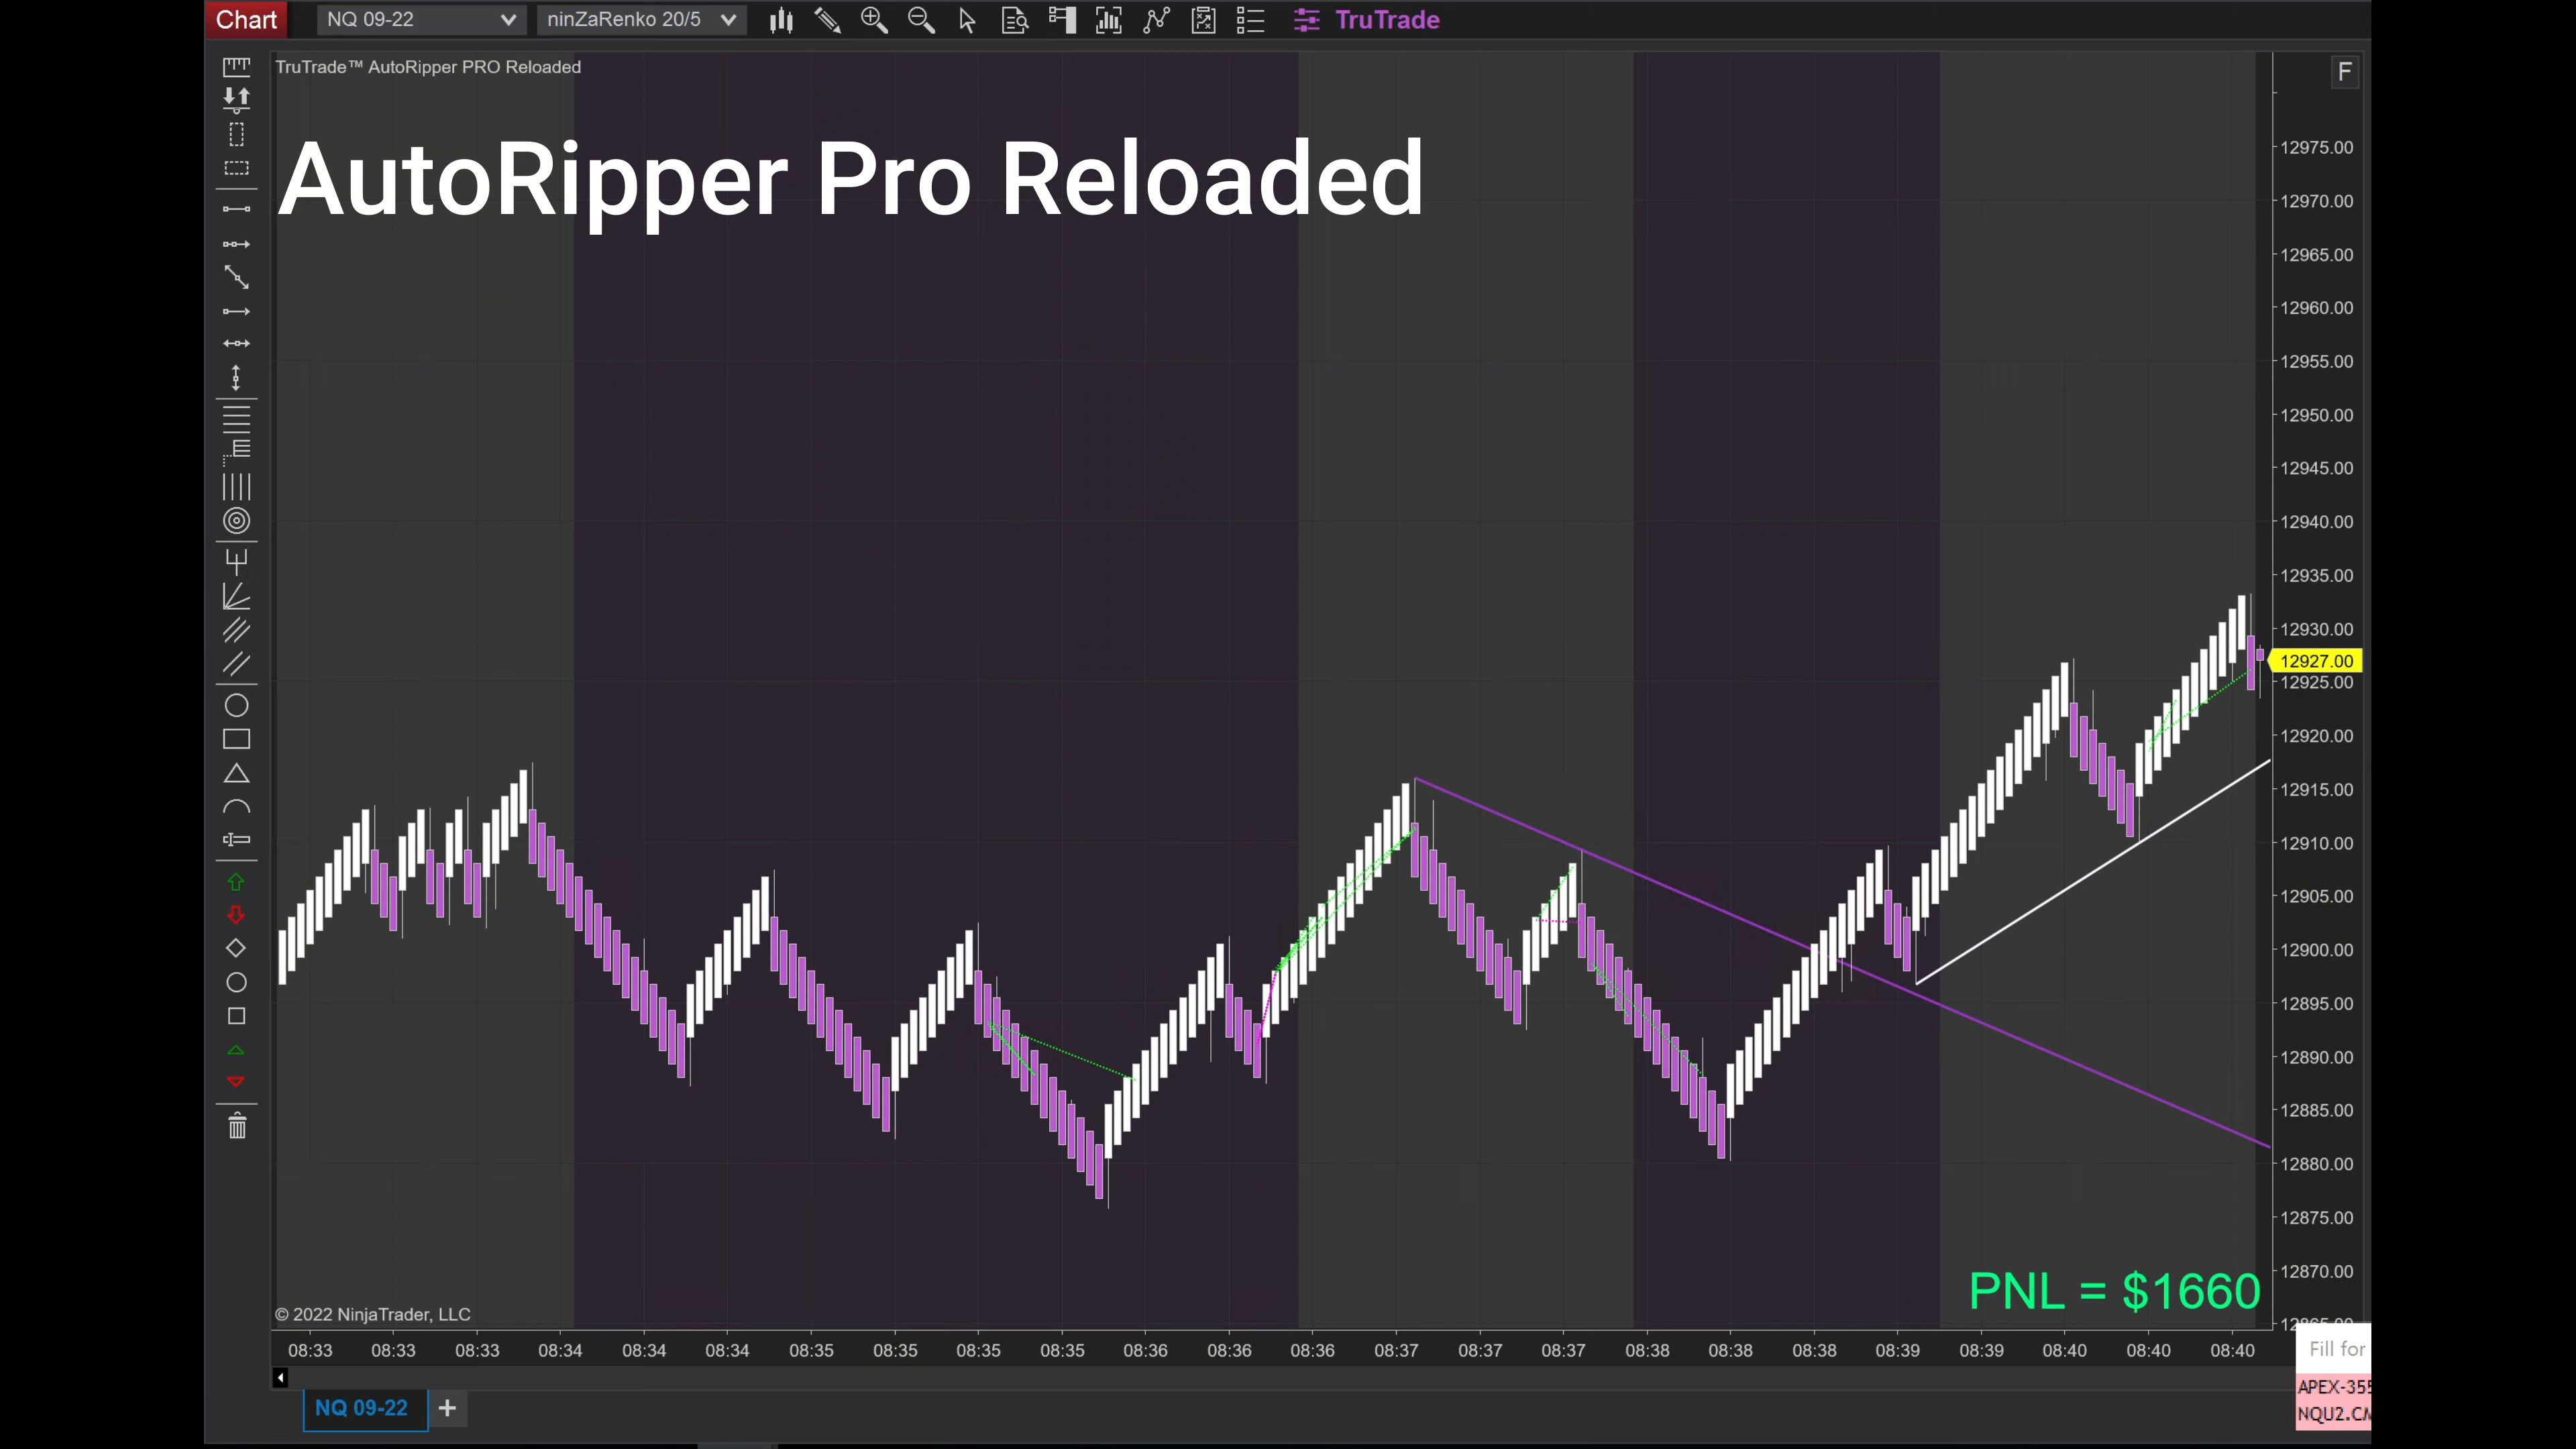 Chart
NQ 09-22
ninZaRenko 20/5
TruTrade
TruTrade™ AutoRipper PRO Reloaded
F
AutoRipper Pro Reloaded
12975.00
12970.00
12965.00
12960.00
12955.00
12950.00
12945.00
12940.00
12935.00
12930.00
12927.00
12925.00
12920.00
12915.00
12910.00
12905.00
12900.00
12895.00
12890.00
12885.00
12880.00
12875.00
12870.00
12865.00
PNL = $1660
© 2022 NinjaTrader, LLC
08:33 08:33 08:33 08:34 08:34 08:34 08:35 08:35 08:35 08:35 08:36 08:36 08:36 08:37 08:37 08:37 08:38 08:38 08:38 08:39 08:39 08:40 08:40 08:40
Fill for
APEX-355
NQU2.CM
NQ 09-22
+